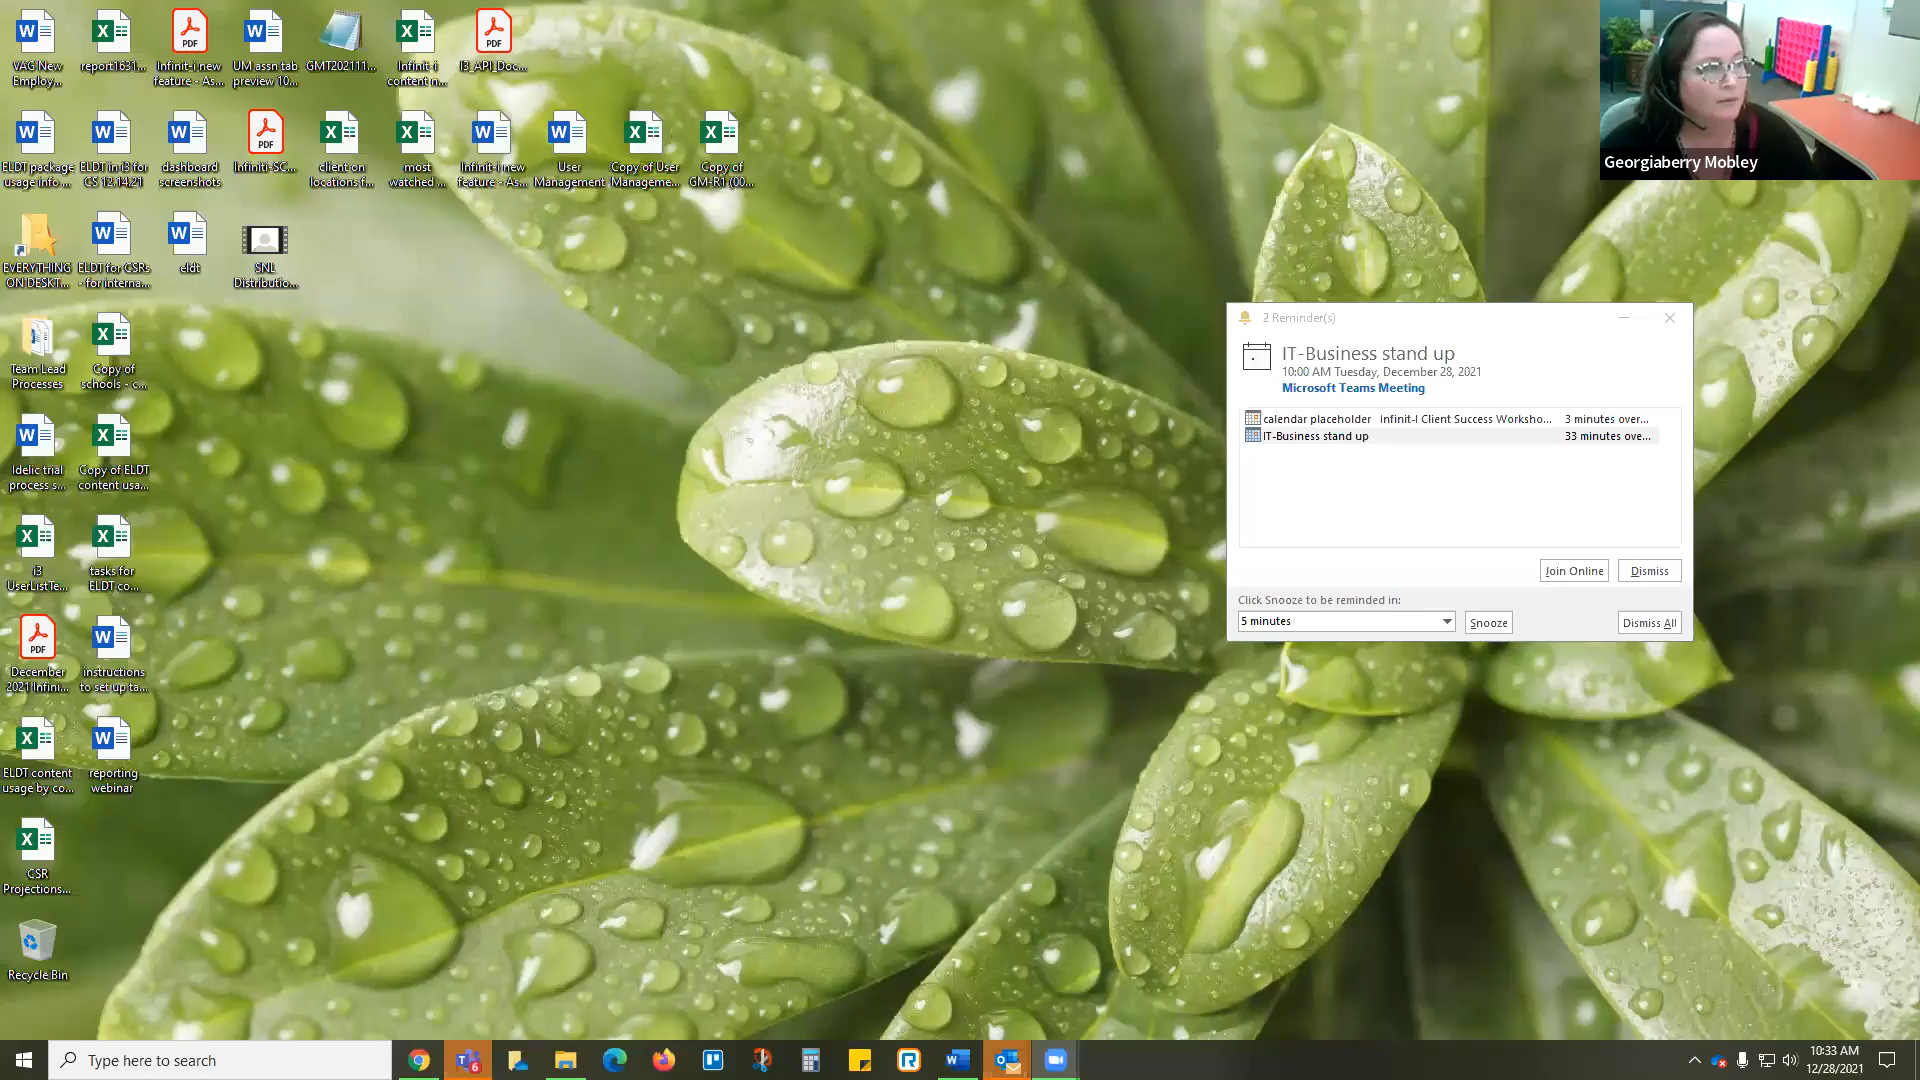 VAG New
Employ...
report1631...
Infinit-i new
feature - As...
UM assn tab
preview 10...
GMT202111...
Infinit-i
content n...
I3_API_Doc...
ELDT package
usage info ...
ELDT in i3 for
CS 12.14.21
dashboard
screenshots
PDF
Infiniti-SC...
client on
locations f...
most
watched ...
Infinit-i new
feature - As...
User
Management
Copy of User
Manageme...
Copy of
GM-R1 (00...
EVERYTHING
ON DESKT...
ELDT for CSRs
- for interna...
eldt
SNL
Distributio...
Team Lead
Processes
Copy of
schools - c...
Idelic trial
process s...
Copy of ELDT
content usa...
i3
UserListTe...
tasks for
ELDT co...
PDF
December
2021 Infini...
instructions
to set up ta...
ELDT content
usage by co...
reporting
webinar
CSR
Projections...
Recycle Bin
Georgiaberry Mobley
2 Reminder(s)
IT-Business stand up
10:00 AM Tuesday, December 28, 2021
Microsoft Teams Meeting
calendar placeholder Infinit-I Client Success Worksho... 3 minutes over...
IT-Business stand up 33 minutes ove...
Join Online Dismiss
Click Snooze to be reminded in:
5 minutes Snooze Dismiss All
Type here to search
10:33 AM
12/28/2021